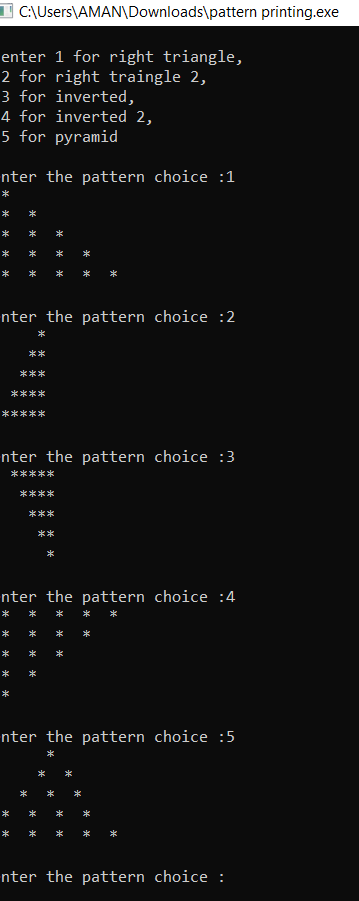 C:\Users\AMAN\Downloads\pattern printing.exe
enter 1 for right triangle,
2 for right traingle 2,
3 for inverted,
4 for inverted 2,
5 for pyramid
nter the pattern choice :1
*
*  *
*  *  *
*  *  *  *
*  *  *  *  *
nter the pattern choice :2
    *
   **
  ***
 ****
*****
nter the pattern choice :3
 *****
  ****
   ***
    **
     *
nter the pattern choice :4
*  *  *  *  *
*  *  *  *
*  *  *
*  *
*
nter the pattern choice :5
     *
    *  *
  *  *  *
*  *  *  *
*  *  *  *  *
nter the pattern choice :